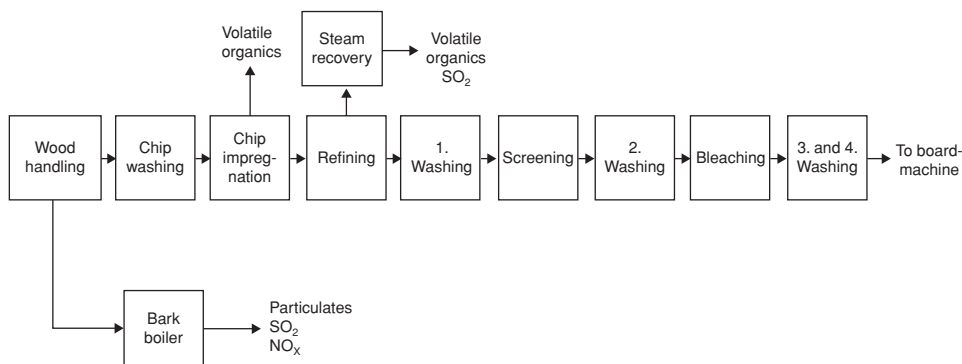 Volatile
organics
Steam
recovery
Volatile
organics
SO₂
Wood
handling
Chip
washing
Chip
impreg-
nation
Refining
1.
Washing
Screening
2.
Washing
Bleaching
3. and 4.
Washing
To board-
machine
Bark
boiler
Particulates
SO₂
NOₓ